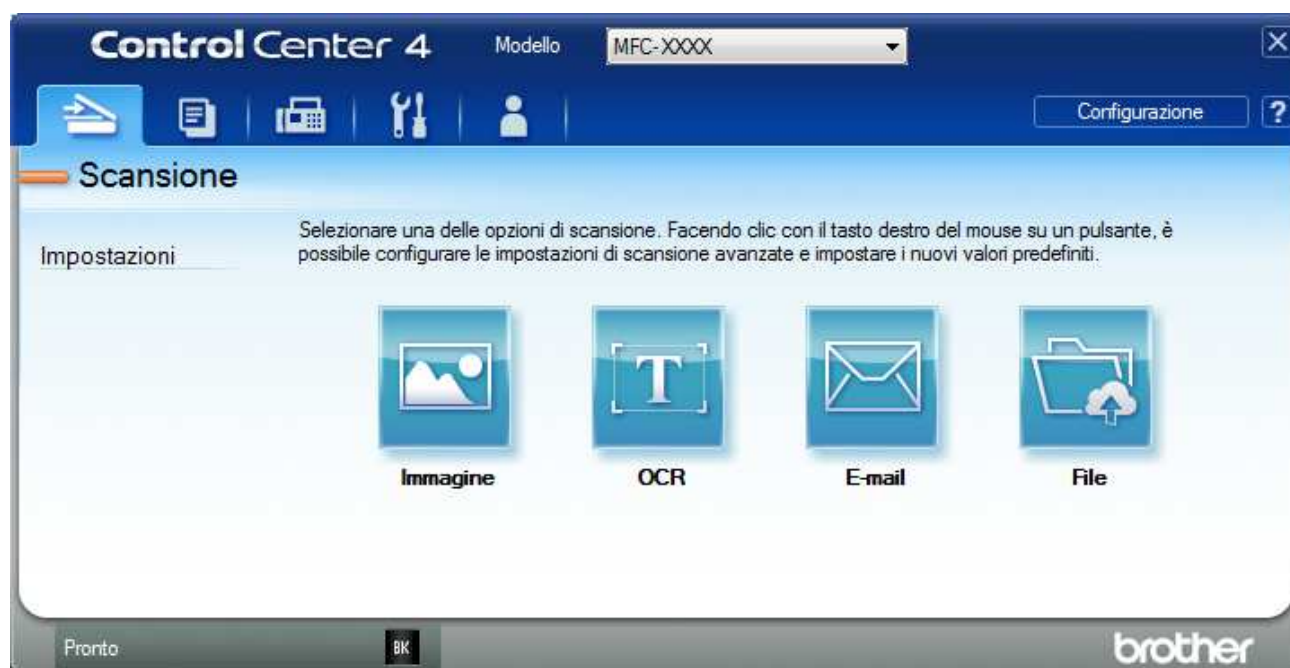 Control Center 4 Modello MFC-XXXX
Configurazione ?
Scansione
Impostazioni
Selezionare una delle opzioni di scansione. Facendo clic con il tasto destro del mouse su un pulsante, è
possibile configurare le impostazioni di scansione avanzate e impostare i nuovi valori predefiniti.
T
Immagine OCR E-mail File
Pronto BK brother